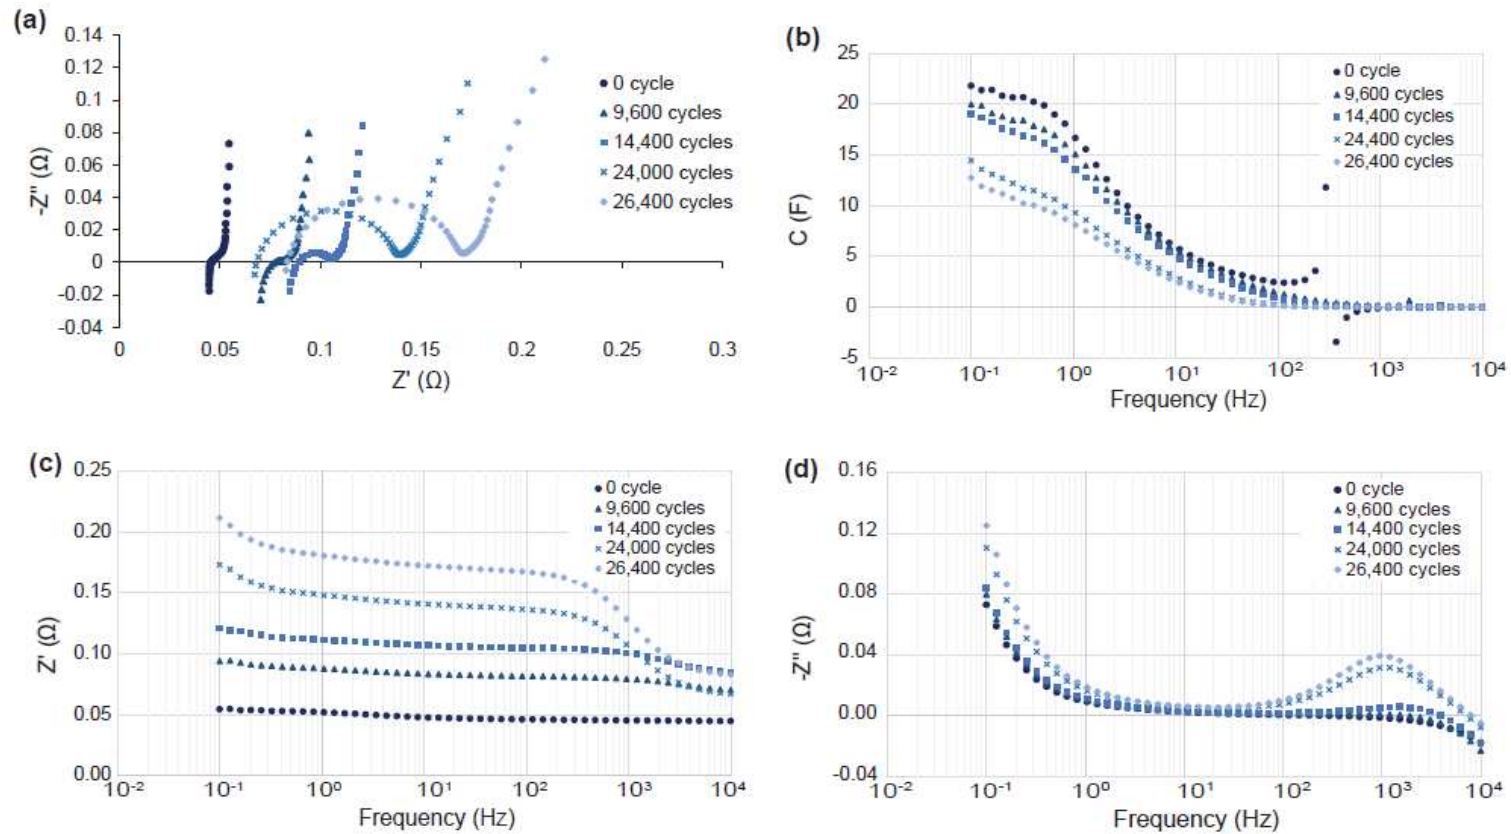 (a)
0.14
0.12
0.1
0.08
0.06
0.04
0.02
0
-0.02
-0.04
-Z" (Ω)
0 0.05 0.1 0.15 0.2 0.25 0.3
Z' (Ω)
0 cycle
9,600 cycles
14,400 cycles
24,000 cycles
26,400 cycles
(b)
25
20
15
10
5
0
-5
C (F)
10-2 10-1 10⁰ 10¹ 10² 10³ 10⁴
Frequency (Hz)
0 cycle
9,600 cycles
14,400 cycles
24,400 cycles
26,400 cycles
(c)
0.25
0.20
0.15
0.10
0.05
0.00
Z' (Ω)
10-2 10-1 10⁰ 10¹ 10² 10³ 10⁴
Frequency (Hz)
0 cycle
9,600 cycles
14,400 cycles
24,000 cycles
26,400 cycles
(d)
0.16
0.12
0.08
0.04
0.00
-0.04
-Z" (Ω)
10-2 10-1 10⁰ 10¹ 10² 10³ 10⁴
Frequency (Hz)
0 cycle
9,600 cycles
14,400 cycles
24,000 cycles
26,400 cycles